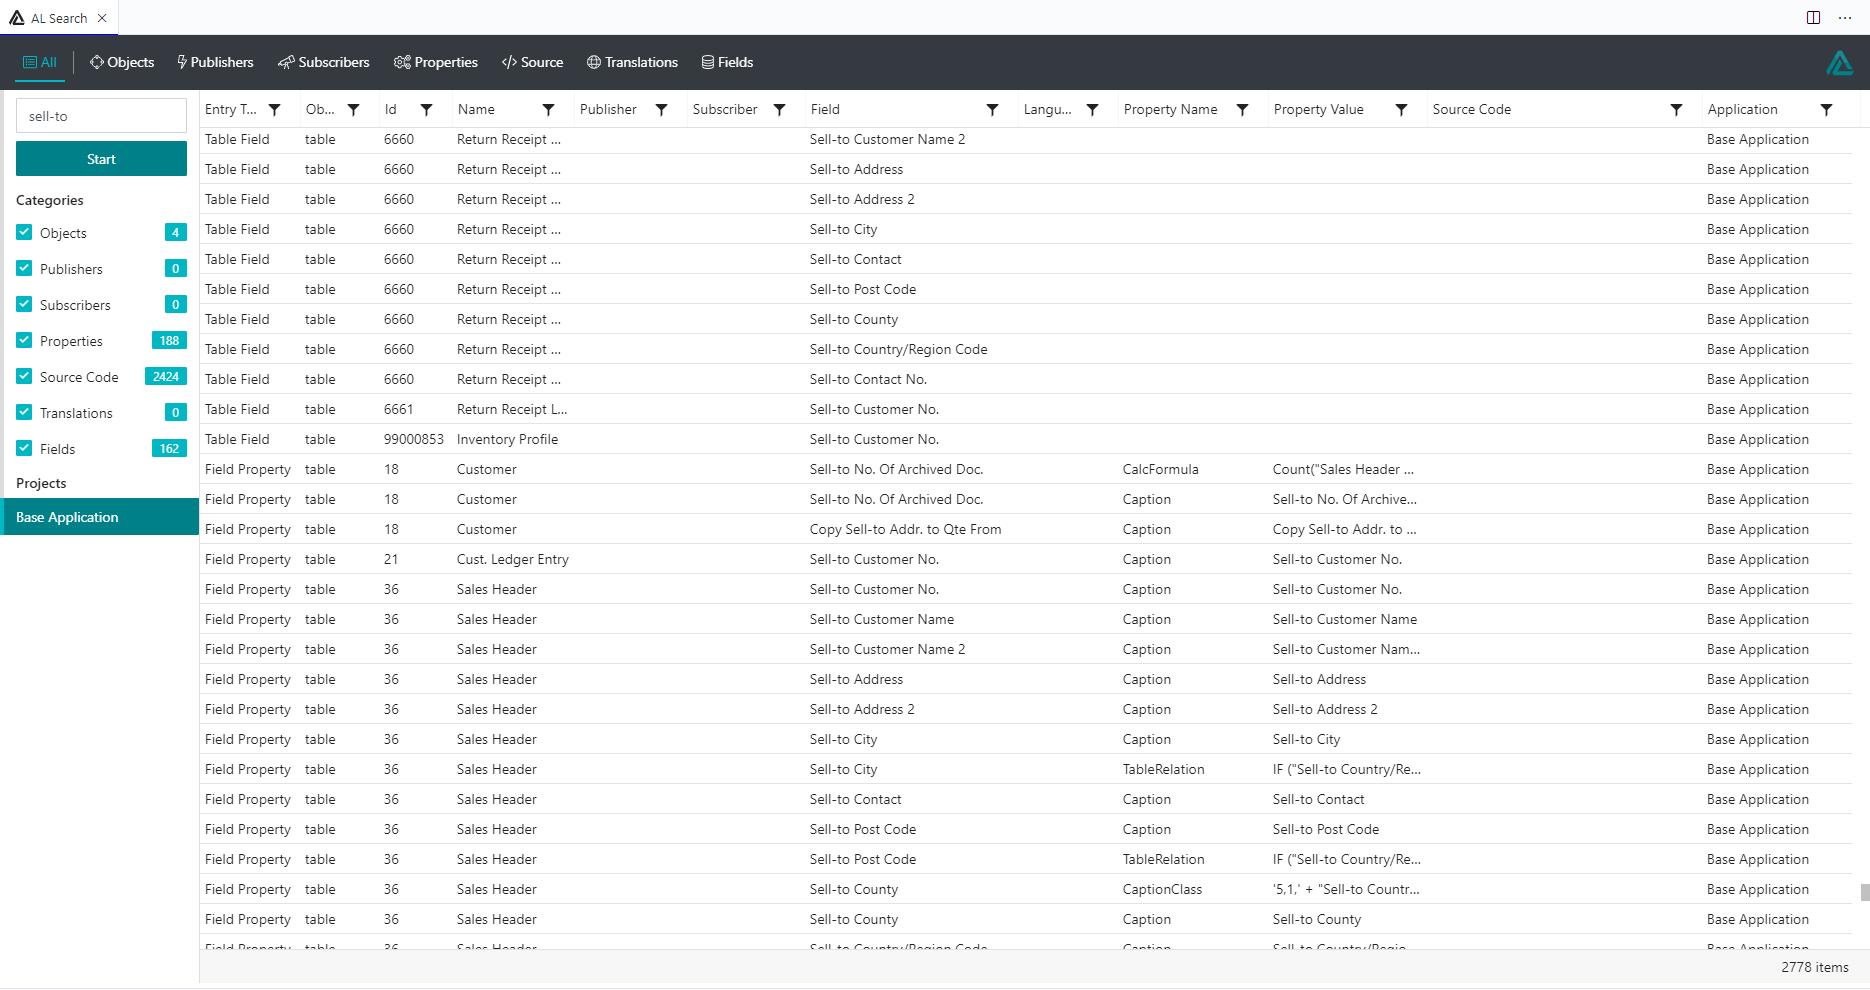 AL Search
All Objects Publishers Subscribers Properties Source Translations Fields
sell-to
Start
Categories
Objects 4
Publishers 0
Subscribers 0
Properties 188
Source Code 2424
Translations 0
Fields 162
Projects
Base Application
Entry T... Ob... Id Name Publisher Subscriber Field Langu... Property Name Property Value Source Code Application
Table Field table 6660 Return Receipt ... Sell-to Customer Name 2 Base Application
Table Field table 6660 Return Receipt ... Sell-to Address Base Application
Table Field table 6660 Return Receipt ... Sell-to Address 2 Base Application
Table Field table 6660 Return Receipt ... Sell-to City Base Application
Table Field table 6660 Return Receipt ... Sell-to Contact Base Application
Table Field table 6660 Return Receipt ... Sell-to Post Code Base Application
Table Field table 6660 Return Receipt ... Sell-to County Base Application
Table Field table 6660 Return Receipt ... Sell-to Country/Region Code Base Application
Table Field table 6660 Return Receipt ... Sell-to Contact No. Base Application
Table Field table 6661 Return Receipt L... Sell-to Customer No. Base Application
Table Field table 99000853 Inventory Profile Sell-to Customer No. Base Application
Field Property table 18 Customer Sell-to No. Of Archived Doc. CalcFormula Count("Sales Header ... Base Application
Field Property table 18 Customer Sell-to No. Of Archived Doc. Caption Sell-to No. Of Archive... Base Application
Field Property table 18 Customer Copy Sell-to Addr. to Qte From Caption Copy Sell-to Addr. to ... Base Application
Field Property table 21 Cust. Ledger Entry Sell-to Customer No. Caption Sell-to Customer No. Base Application
Field Property table 36 Sales Header Sell-to Customer No. Caption Sell-to Customer No. Base Application
Field Property table 36 Sales Header Sell-to Customer Name Caption Sell-to Customer Name Base Application
Field Property table 36 Sales Header Sell-to Customer Name 2 Caption Sell-to Customer Nam... Base Application
Field Property table 36 Sales Header Sell-to Address Caption Sell-to Address Base Application
Field Property table 36 Sales Header Sell-to Address 2 Caption Sell-to Address 2 Base Application
Field Property table 36 Sales Header Sell-to City Caption Sell-to City Base Application
Field Property table 36 Sales Header Sell-to City TableRelation IF ("Sell-to Country/Re... Base Application
Field Property table 36 Sales Header Sell-to Contact Caption Sell-to Contact Base Application
Field Property table 36 Sales Header Sell-to Post Code Caption Sell-to Post Code Base Application
Field Property table 36 Sales Header Sell-to Post Code TableRelation IF ("Sell-to Country/Re... Base Application
Field Property table 36 Sales Header Sell-to County CaptionClass '5,1,' + "Sell-to Countr... Base Application
Field Property table 36 Sales Header Sell-to County Caption Sell-to County Base Application
Field Property table 36 Sales Header Sell-to Country/Region Code Caption Sell-to Country/Regio... Base Application
2778 items